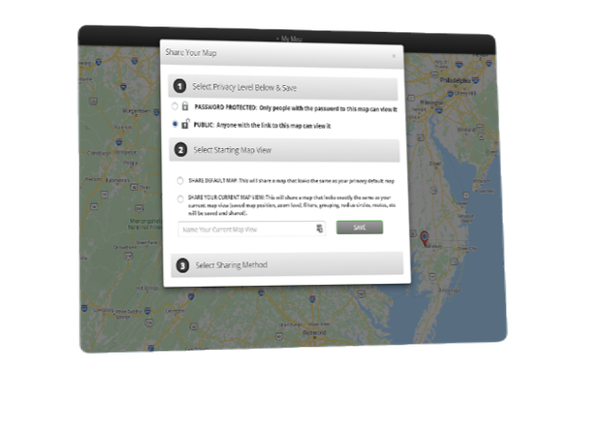 My Map
Share Your Map
×
1 Select Privacy Level Below & Save
PASSWORD PROTECTED: Only people with the password to this map can view it
PUBLIC: Anyone with the link to this map can view it
2 Select Starting Map View
SHARE DEFAULT MAP: This will share a map that looks the same as your primary default map
SHARE YOUR CURRENT MAP VIEW: This will share a map that looks exactly the same as your
current map view (saved map position, zoom level, filters, grouping, radius circles, routes, etc
will be saved and shared).
Name Your Current Map View
SAVE
3 Select Sharing Method
Philadelphia
Wilmington
Dover
Richmond